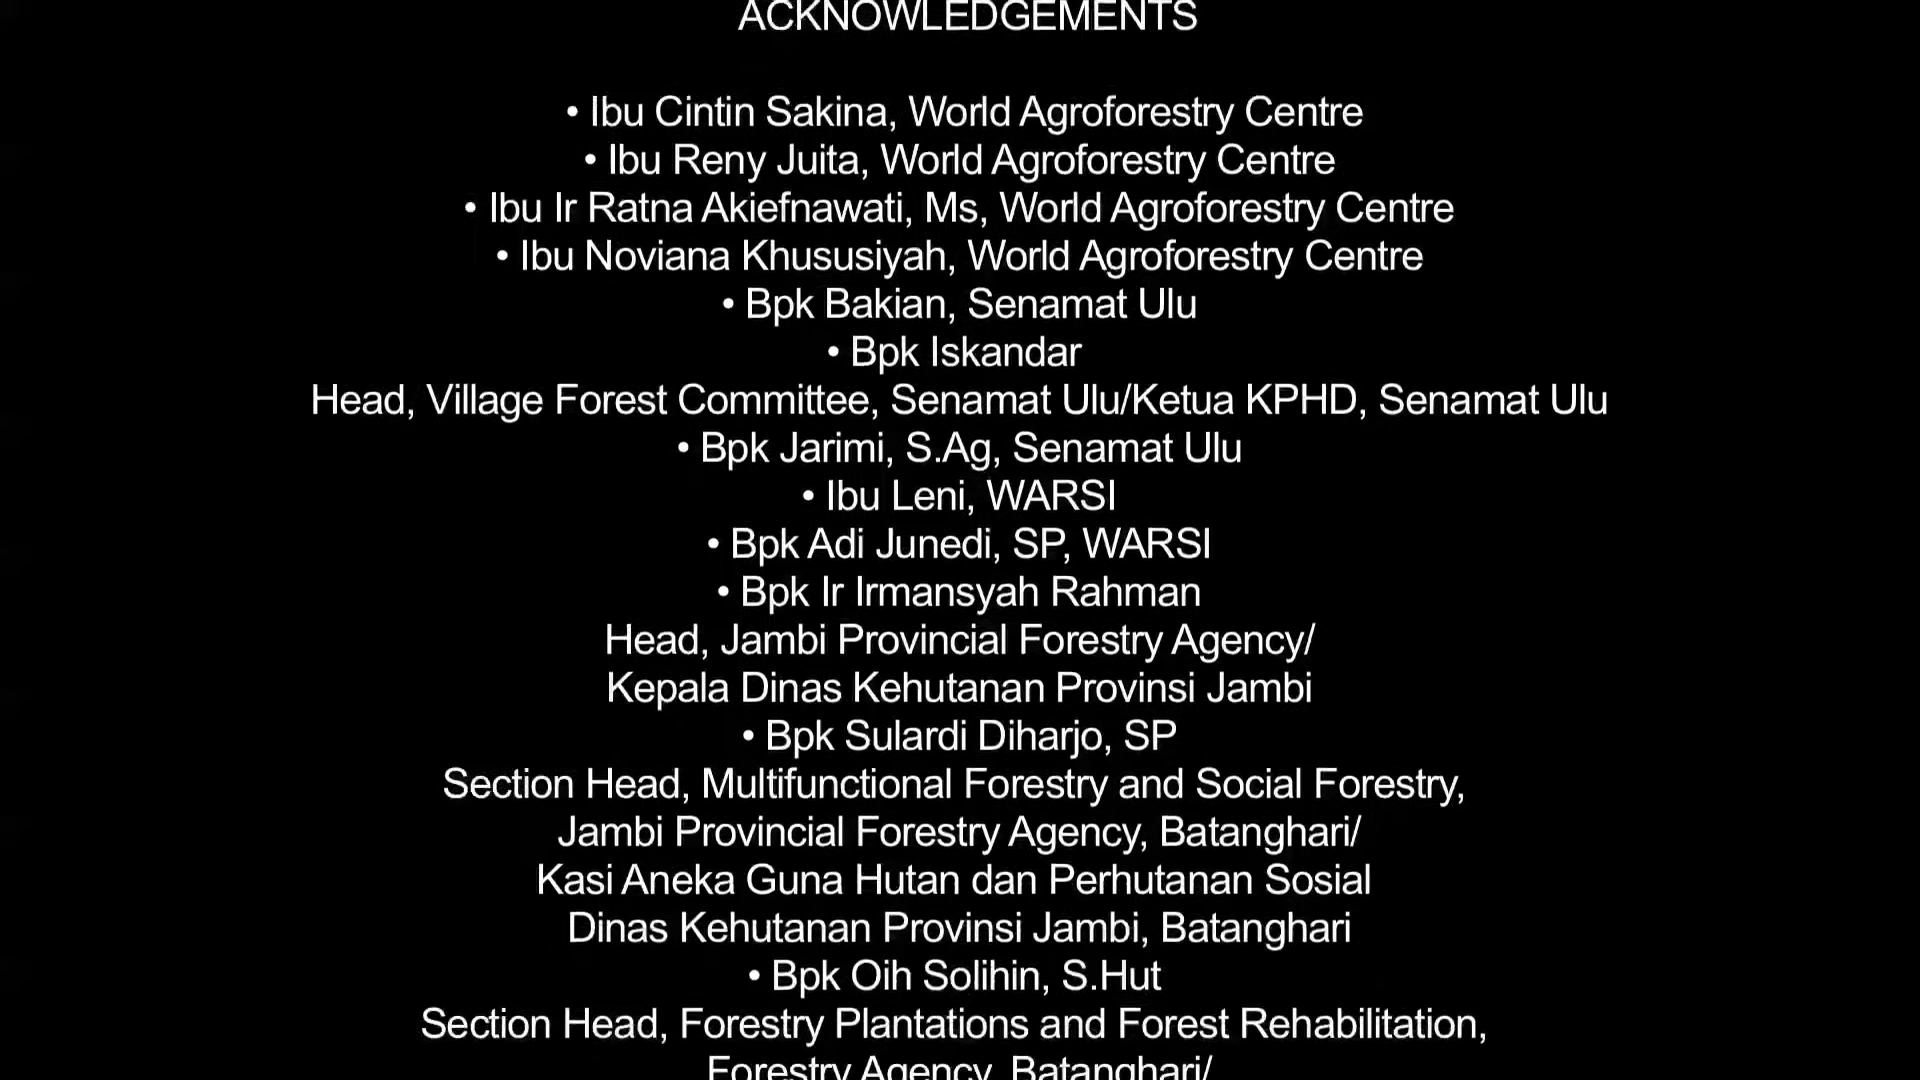 ACKNOWLEDGEMENTS
• Ibu Cintin Sakina, World Agroforestry Centre
• Ibu Reny Juita, World Agroforestry Centre
• Ibu Ir Ratna Akiefnawati, Ms, World Agroforestry Centre
• Ibu Noviana Khususiyah, World Agroforestry Centre
• Bpk Bakian, Senamat Ulu
• Bpk Iskandar
Head, Village Forest Committee, Senamat Ulu/Ketua KPHD, Senamat Ulu
• Bpk Jarimi, S.Ag, Senamat Ulu
• Ibu Leni, WARSI
• Bpk Adi Junedi, SP, WARSI
• Bpk Ir Irmansyah Rahman
Head, Jambi Provincial Forestry Agency/
Kepala Dinas Kehutanan Provinsi Jambi
• Bpk Sulardi Diharjo, SP
Section Head, Multifunctional Forestry and Social Forestry,
Jambi Provincial Forestry Agency, Batanghari/
Kasi Aneka Guna Hutan dan Perhutanan Sosial
Dinas Kehutanan Provinsi Jambi, Batanghari
• Bpk Oih Solihin, S.Hut
Section Head, Forestry Plantations and Forest Rehabilitation,
Forestry Agency, Batanghari/